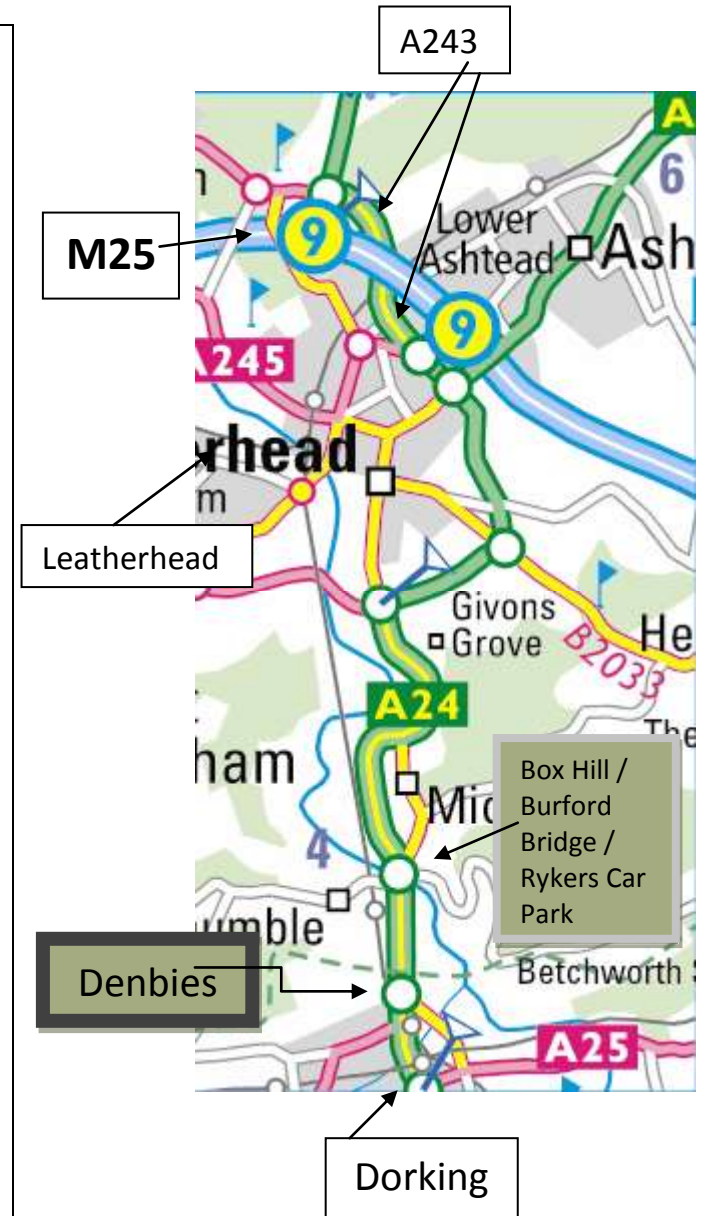 A243
A
6
9
Lower
Ashtead
Ash
M25
9
A245
rhead
m
Leatherhead
Givons
Grove
He
B2033
A24
The
ham
Box Hill /
Burford
Bridge /
Rykers Car
Park
Mic
4
umble
Denbies
Betchworth
A25
Dorking